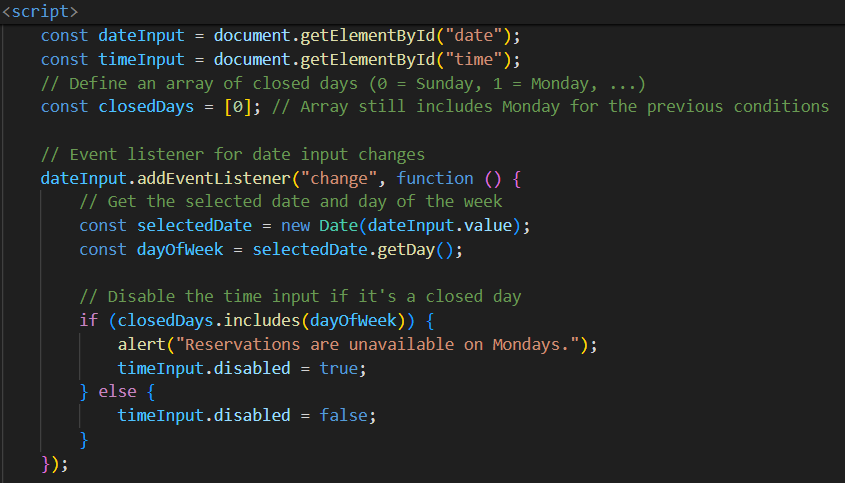 <script>
const dateInput = document.getElementById("date");
const timeInput = document.getElementById("time");
// Define an array of closed days (0 = Sunday, 1 = Monday, ...)
const closedDays = [0]; // Array still includes Monday for the previous conditions
// Event listener for date input changes
dateInput.addEventListener("change", function () {
// Get the selected date and day of the week
const selectedDate = new Date(dateInput.value);
const dayOfWeek = selectedDate.getDay();
// Disable the time input if it's a closed day
if (closedDays.includes(dayOfWeek)) {
alert("Reservations are unavailable on Mondays.");
timeInput.disabled = true;
} else {
timeInput.disabled = false;
}
});